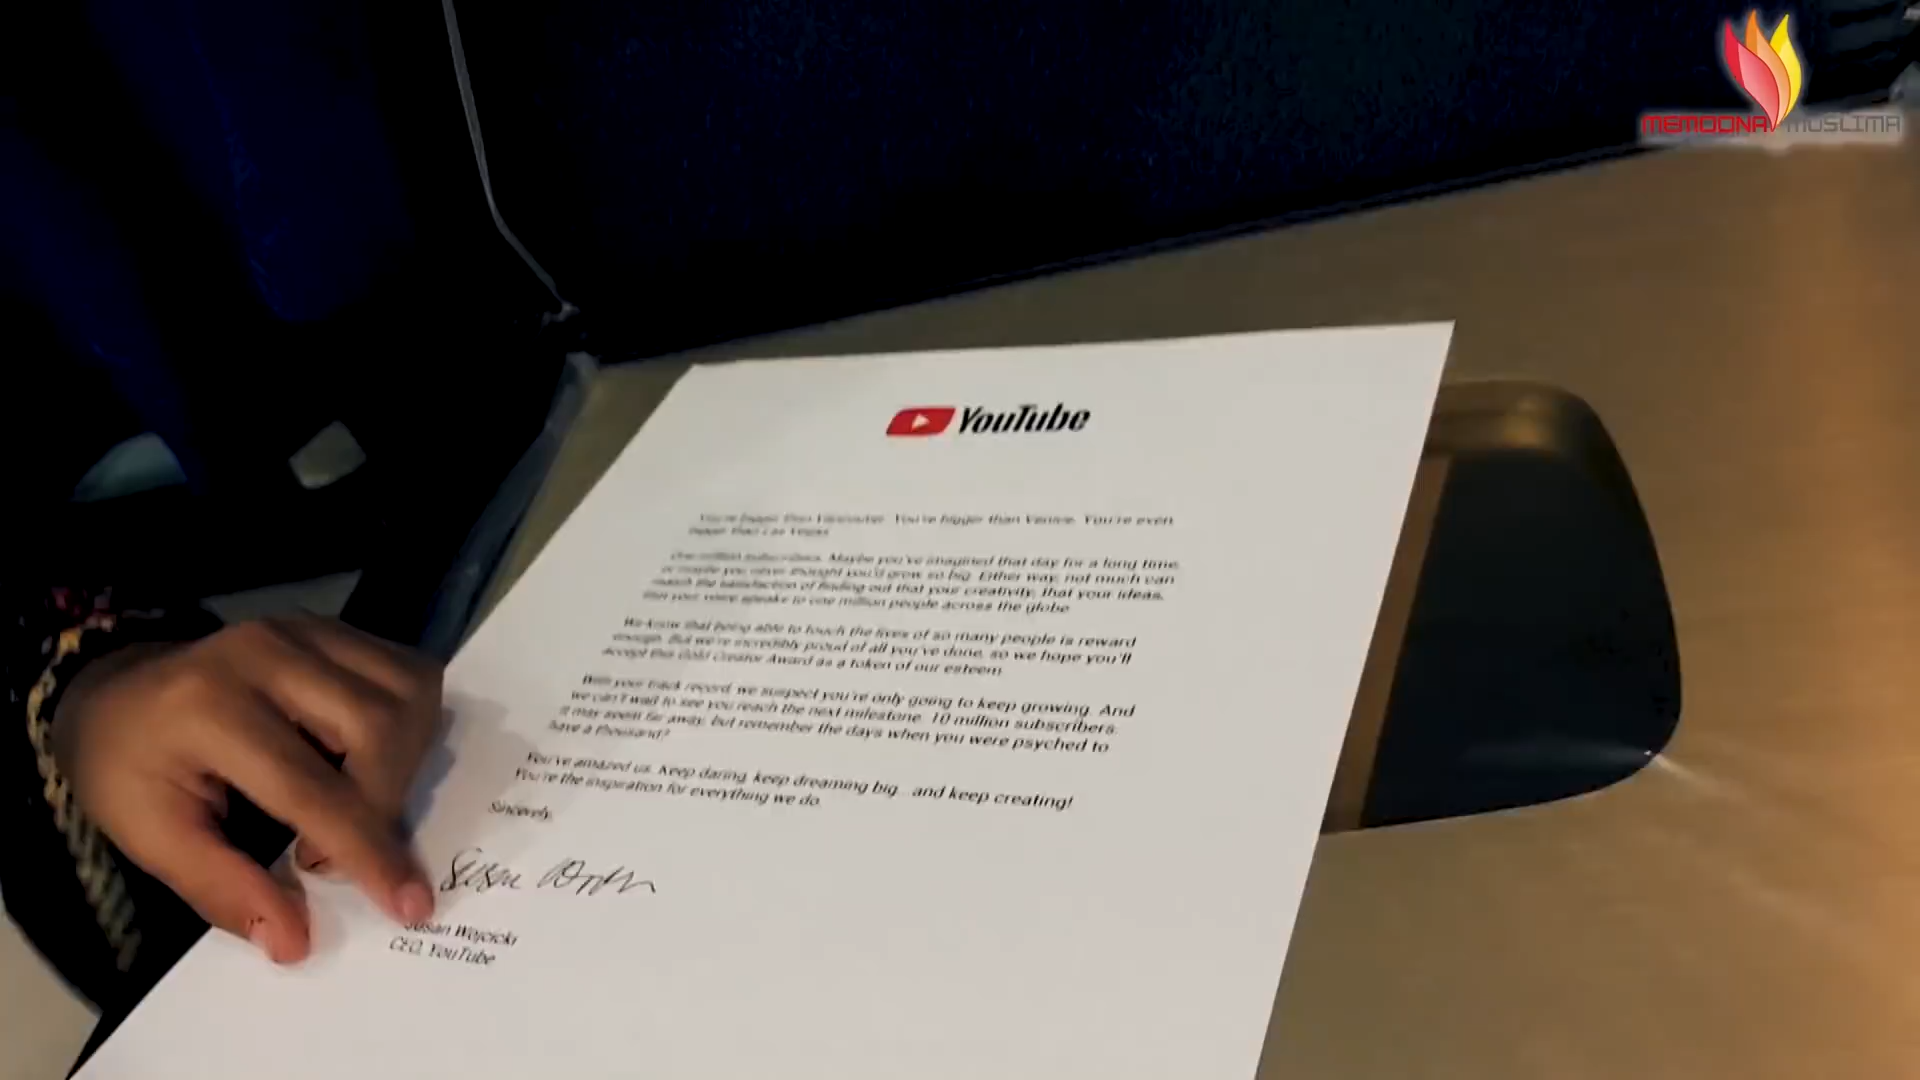 MEMOONA MUSLIMA
YouTube
You're bigger than Vancouver. You're bigger than Venice. You're even
bigger than Las Vegas.
One million subscribers. Maybe you've imagined that day for a long time,
or maybe you never thought you'd grow so big. Either way, not much can
match the satisfaction of finding out that your creativity, that your ideas,
that your voice speaks to one million people across the globe.
We know that being able to touch the lives of so many people is reward
enough. But we're incredibly proud of all you've done, so we hope you'll
accept this Gold Creator Award as a token of our esteem.
With your track record, we suspect you're only going to keep growing. And
we can't wait to see you reach the next milestone: 10 million subscribers.
It may seem far away, but remember the days when you were psyched to
have a thousand?
You've amazed us. Keep daring, keep dreaming big...and keep creating!
You're the inspiration for everything we do.
Sincerely,
Susan Wojcicki
CEO, YouTube